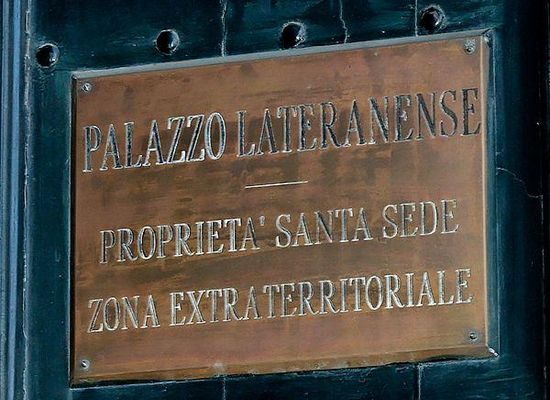 PALAZZO LATERANENSE
PROPRIETA' SANTA SEDE
ZONA EXTRATERRITORIALE